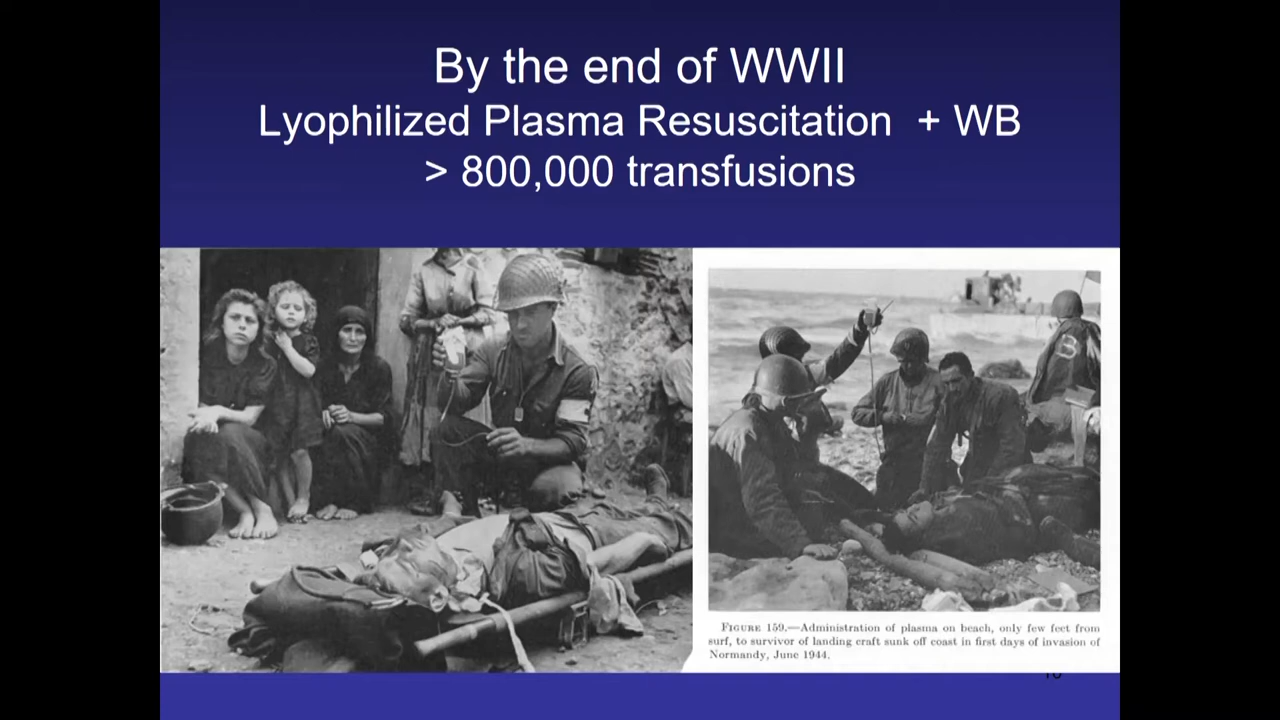 By the end of WWII
Lyophilized Plasma Resuscitation + WB
> 800,000 transfusions
3
FIGURE 159.—Administration of plasma on beach, only few feet from
surf, to survivor of landing craft sunk off coast in first days of invasion of
Normandy, June 1944.